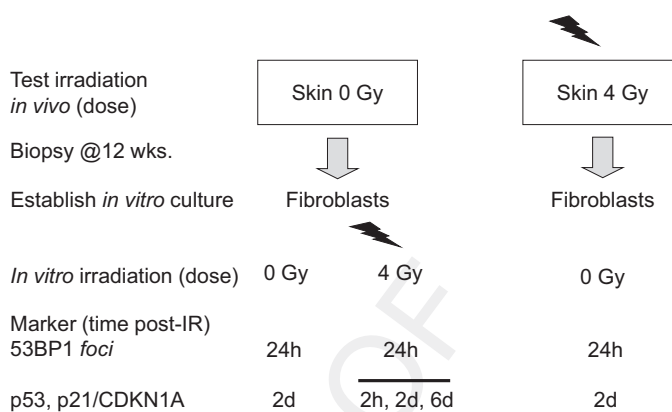 Test irradiation
in vivo (dose)
Skin 0 Gy
Skin 4 Gy
Biopsy @12 wks.
Establish in vitro culture Fibroblasts Fibroblasts
In vitro irradiation (dose) 0 Gy 4 Gy 0 Gy
Marker (time post-IR)
53BP1 foci 24h 24h 24h
p53, p21/CDKN1A 2d 2h, 2d, 6d 2d
OF